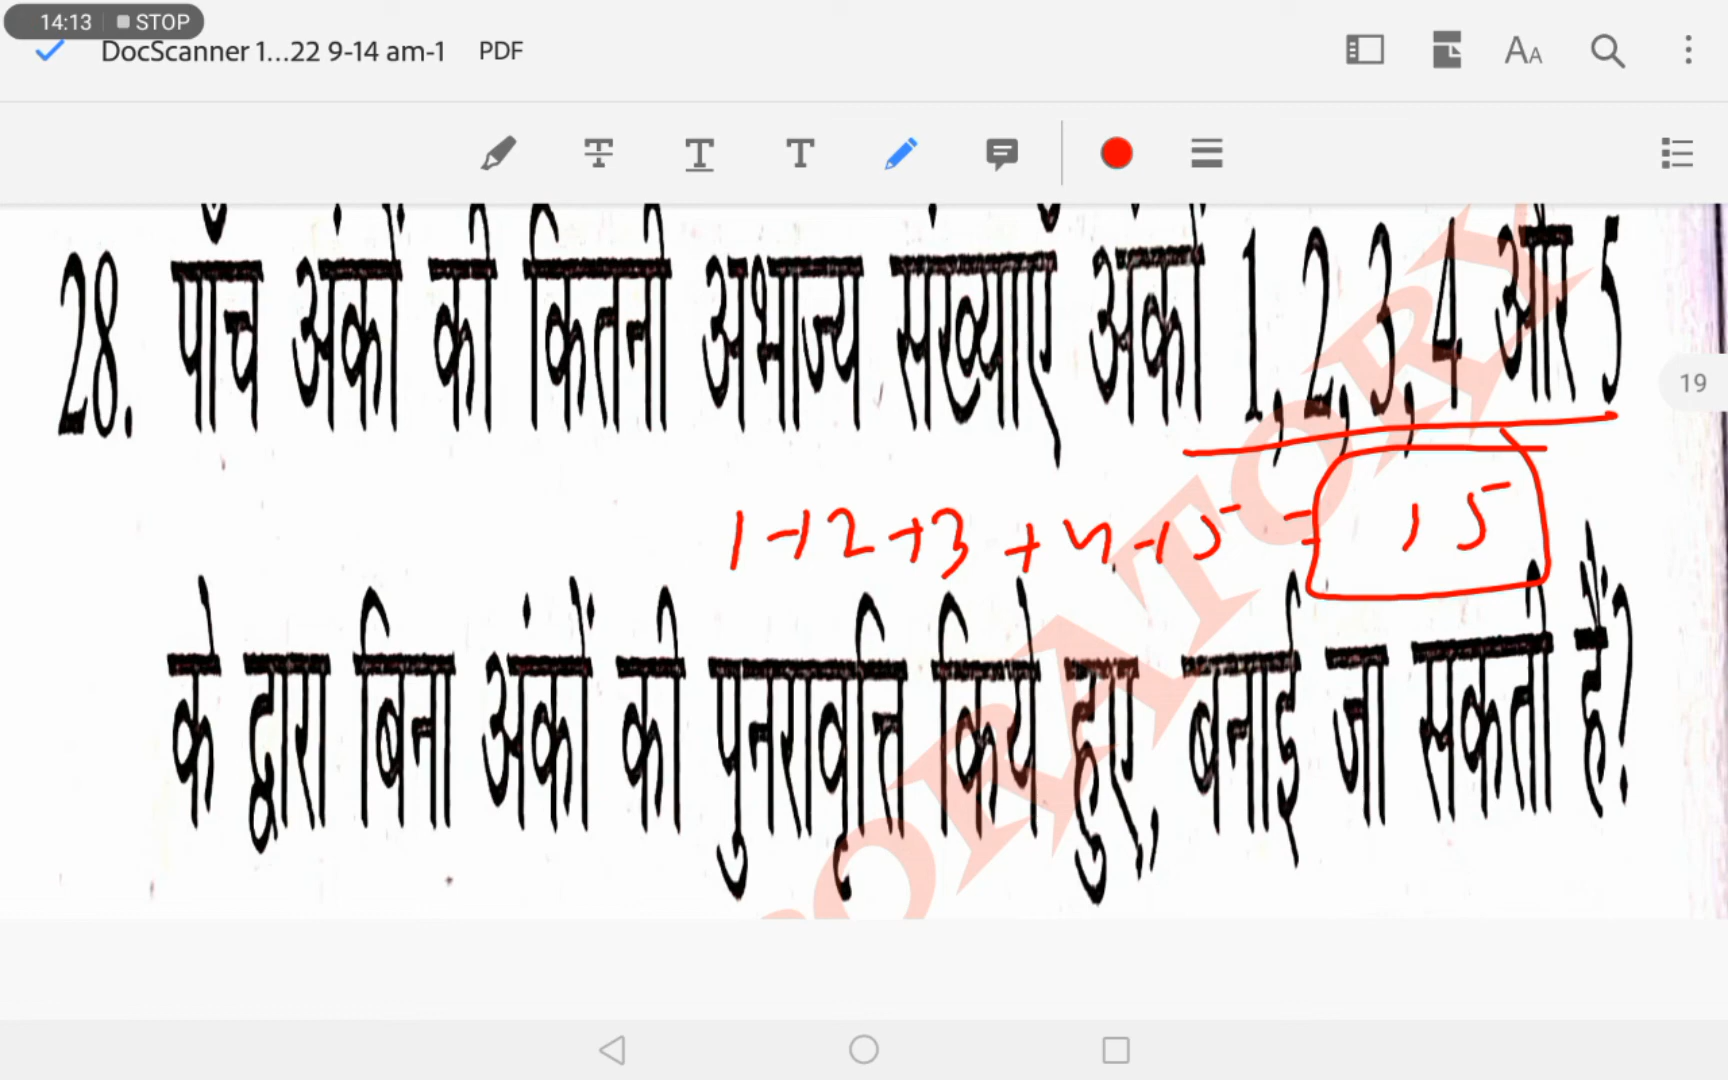 14:13 STOP
DocScanner 1...22 9-14 am-1 PDF
28. पाँच अंकों की कितनी अभाज्य संख्याएँ अंकों 1, 2, 3, 4 और 5
19
1+2+3+4+5 = 15
के द्वारा बिना अंकों की पुनरावृत्ति किये हुए, बनाई जा सकती हैं?
ORATORY